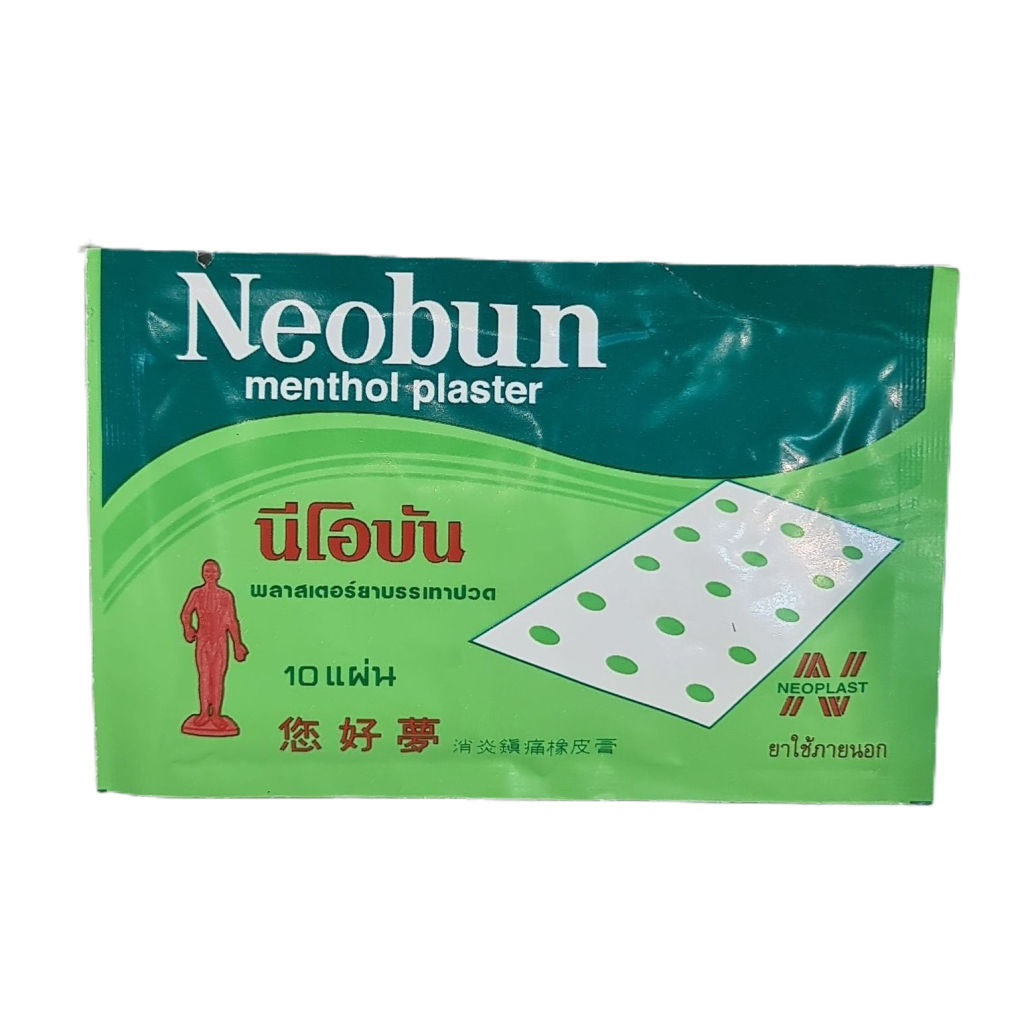 Neobun
menthol plaster
นีโอบัน
พลาสเตอร์ยาบรรเทาปวด
10 แผ่น
您好夢 消炎鎮痛橡皮膏
NEOPLAST
ยาใช้ภายนอก